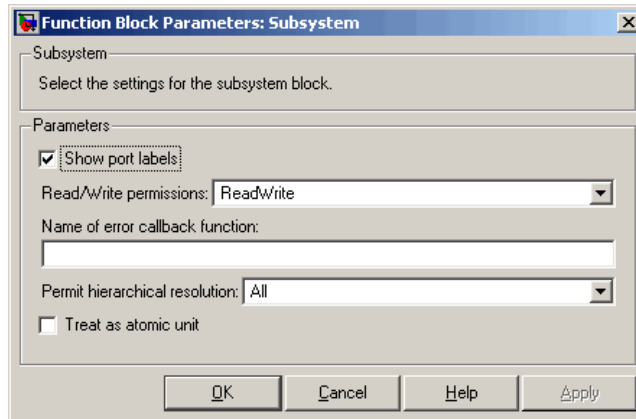 Function Block Parameters: Subsystem
Subsystem
Select the settings for the subsystem block.
Parameters
Show port labels
Read/Write permissions: ReadWrite
Name of error callback function:
Permit hierarchical resolution: All
Treat as atomic unit
OK Cancel Help Apply